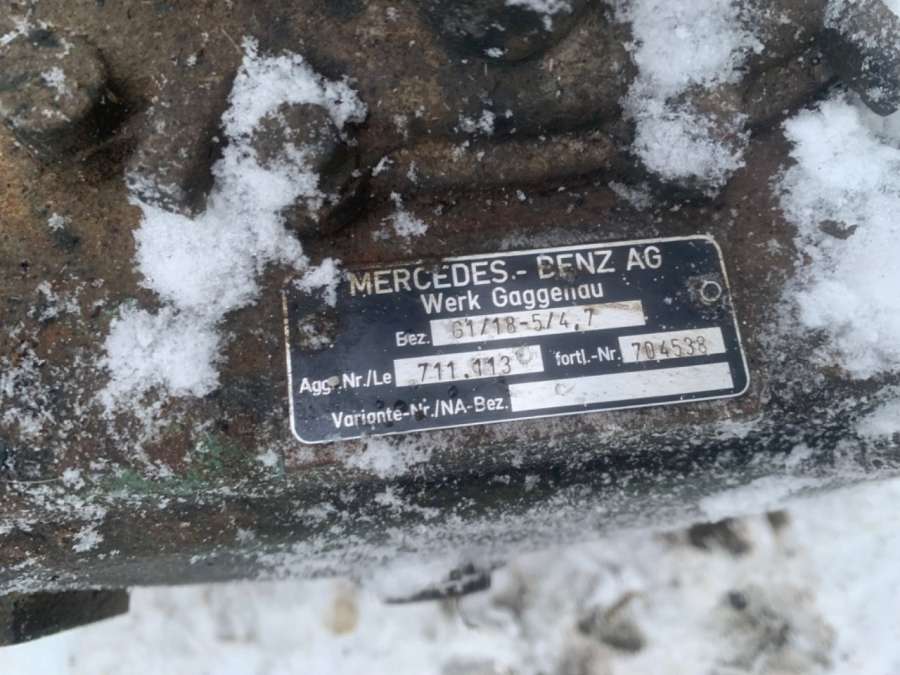 MERCEDES.- BENZ AG
Werk Gaggenau
Bez. G1/18-5/4,7
Agg.Nr./Le 711.113 fortl.-Nr. 704538
Variante-Nr./NA-Bez.